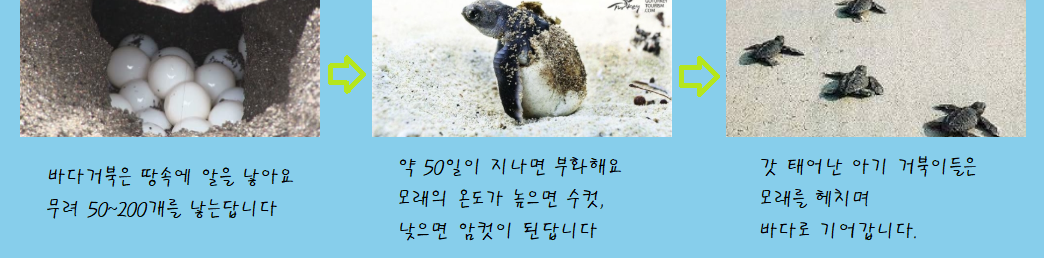 Turkey
GOTURKEY
TOURISM
.COM
바다거북은 땅속에 알을 낳아요
무려 50~200개를 낳는답니다
약 50일이 지나면 부화해요
모래의 온도가 높으면 수컷,
낮으면 암컷이 된답니다
갓 태어난 아기 거북이들은
모래를 헤치며
바다로 기어갑니다.